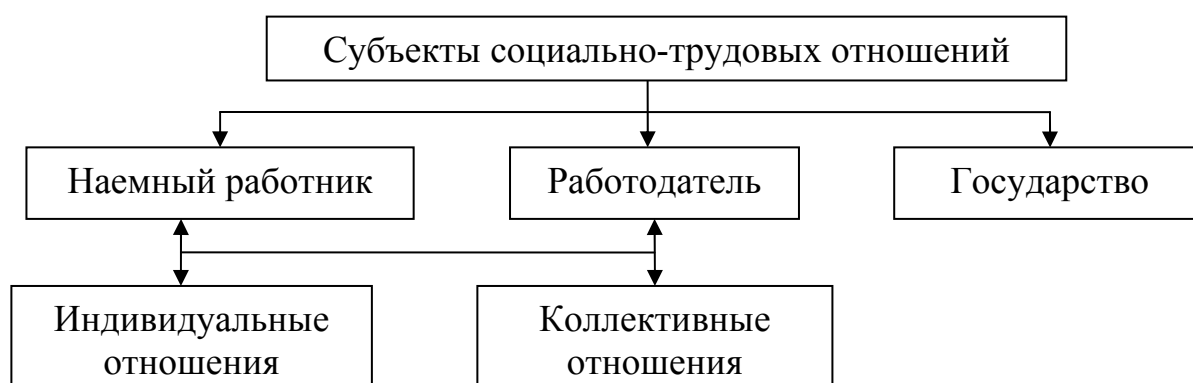 Субъекты социально-трудовых отношений
Наемный работник
Работодатель
Государство
Индивидуальные
отношения
Коллективные
отношения